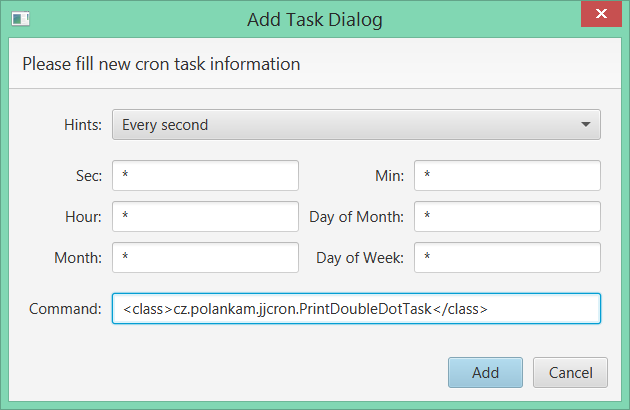 Add Task Dialog
Please fill new cron task information
Hints: Every second
Sec: * Min: *
Hour: * Day of Month: *
Month: * Day of Week: *
Command: <class>cz.polankam.jjcron.PrintDoubleDotTask</class>
Add Cancel